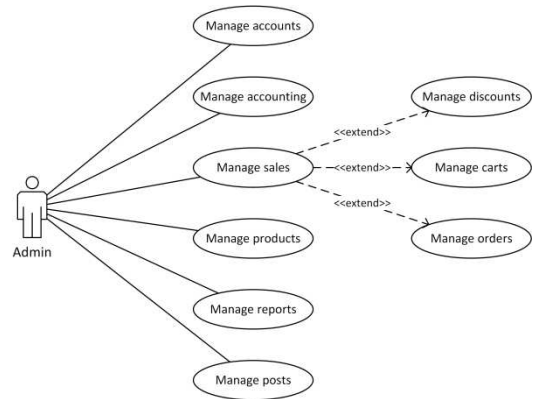 Manage accounts
Manage accounting
Manage discounts
<<extend>>
Manage sales
<<extend>>
Manage carts
<<extend>>
Admin
Manage products
Manage orders
Manage reports
Manage posts